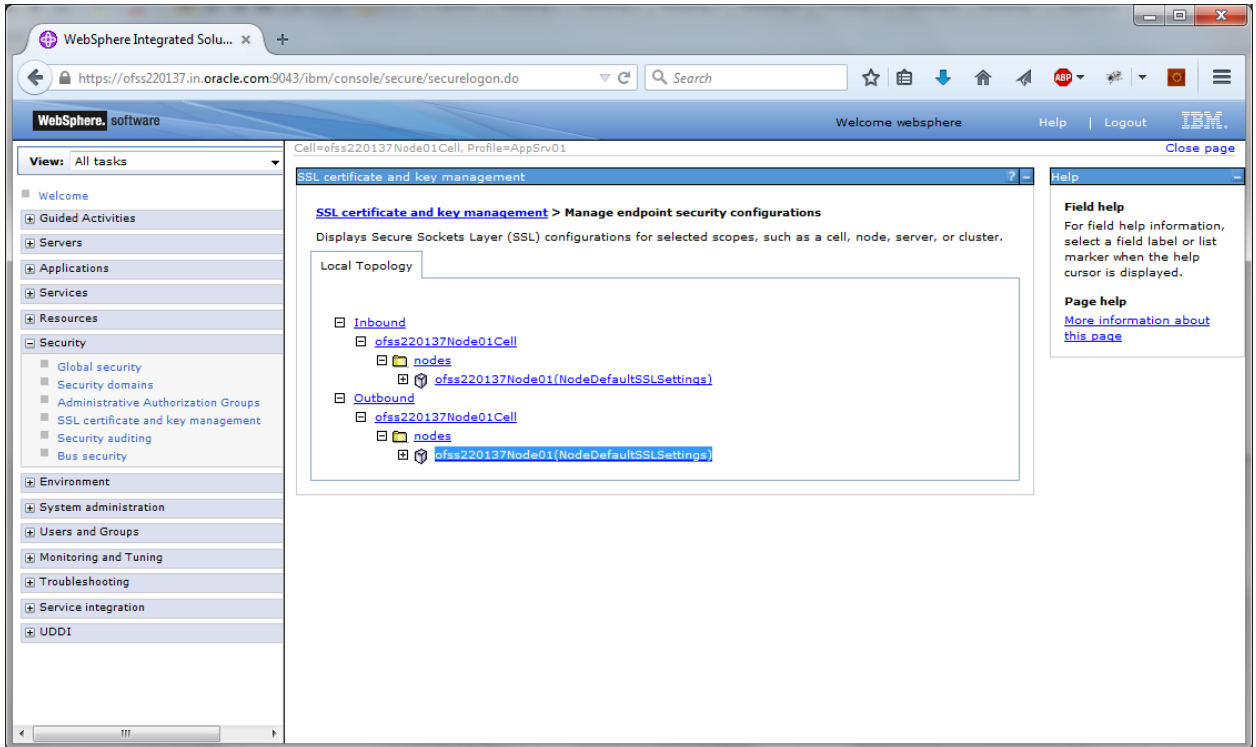 WebSphere Integrated Solu...
https://ofss220137.in.oracle.com:9043/ibm/console/secure/securelogon.do
Search
ABP
WebSphere. software
Welcome websphere
Help | Logout
IBM.
View: All tasks
Cell=ofss220137Node01Cell, Profile=AppSrv01
Close page
Welcome
Guided Activities
Servers
Applications
Services
Resources
Security
Global security
Security domains
Administrative Authorization Groups
SSL certificate and key management
Security auditing
Bus security
Environment
System administration
Users and Groups
Monitoring and Tuning
Troubleshooting
Service integration
UDDI
SSL certificate and key management
SSL certificate and key management > Manage endpoint security configurations
Displays Secure Sockets Layer (SSL) configurations for selected scopes, such as a cell, node, server, or cluster.
Local Topology
Inbound
ofss220137Node01Cell
nodes
ofss220137Node01(NodeDefaultSSLSettings)
Outbound
ofss220137Node01Cell
nodes
ofss220137Node01(NodeDefaultSSLSettings)
Help
Field help
For field help information,
select a field label or list
marker when the help
cursor is displayed.
Page help
More information about
this page